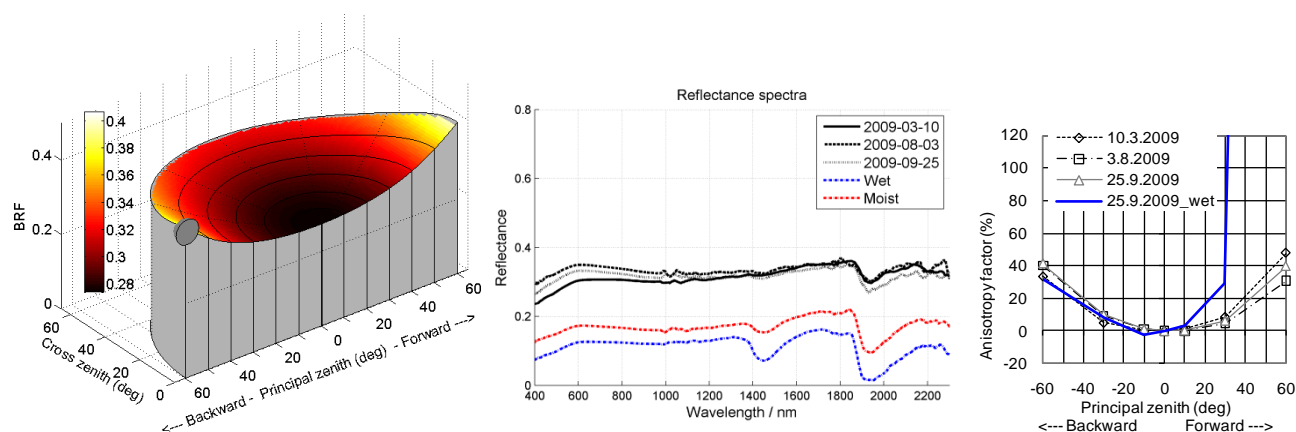 BRF
0.4
0.2
0
0.4
0.38
0.36
0.34
0.32
0.3
0.28
60
40
20
0
Cross zenith (deg)
60
40
20
0
20
40
60
<--- Backward - Principal zenith (deg) - Forward --->
Reflectance spectra
Reflectance
0.8
0.6
0.4
0.2
0
2009-03-10
2009-08-03
2009-09-25
Wet
Moist
400 600 800 1000 1200 1400 1600 1800 2000 2200
Wavelength / nm
Anisotropy factor (%)
120
100
80
60
40
20
0
-20
10.3.2009
3.8.2009
25.9.2009
25.9.2009_wet
-60 -40 -20 0 20 40 60
Principal zenith (deg)
<--- Backward Forward --->